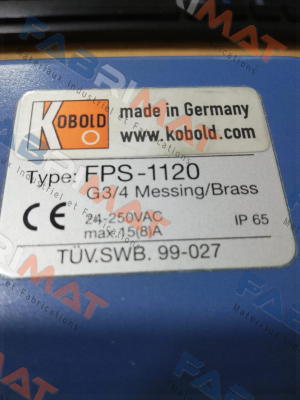 KOBOLD
made in Germany
www.kobold.com
Type: FPS-1120
G3/4 Messing/Brass
CE 24-250VAC IP 65
max.15(8)A
TÜV.SWB. 99-027
FABRIMAT